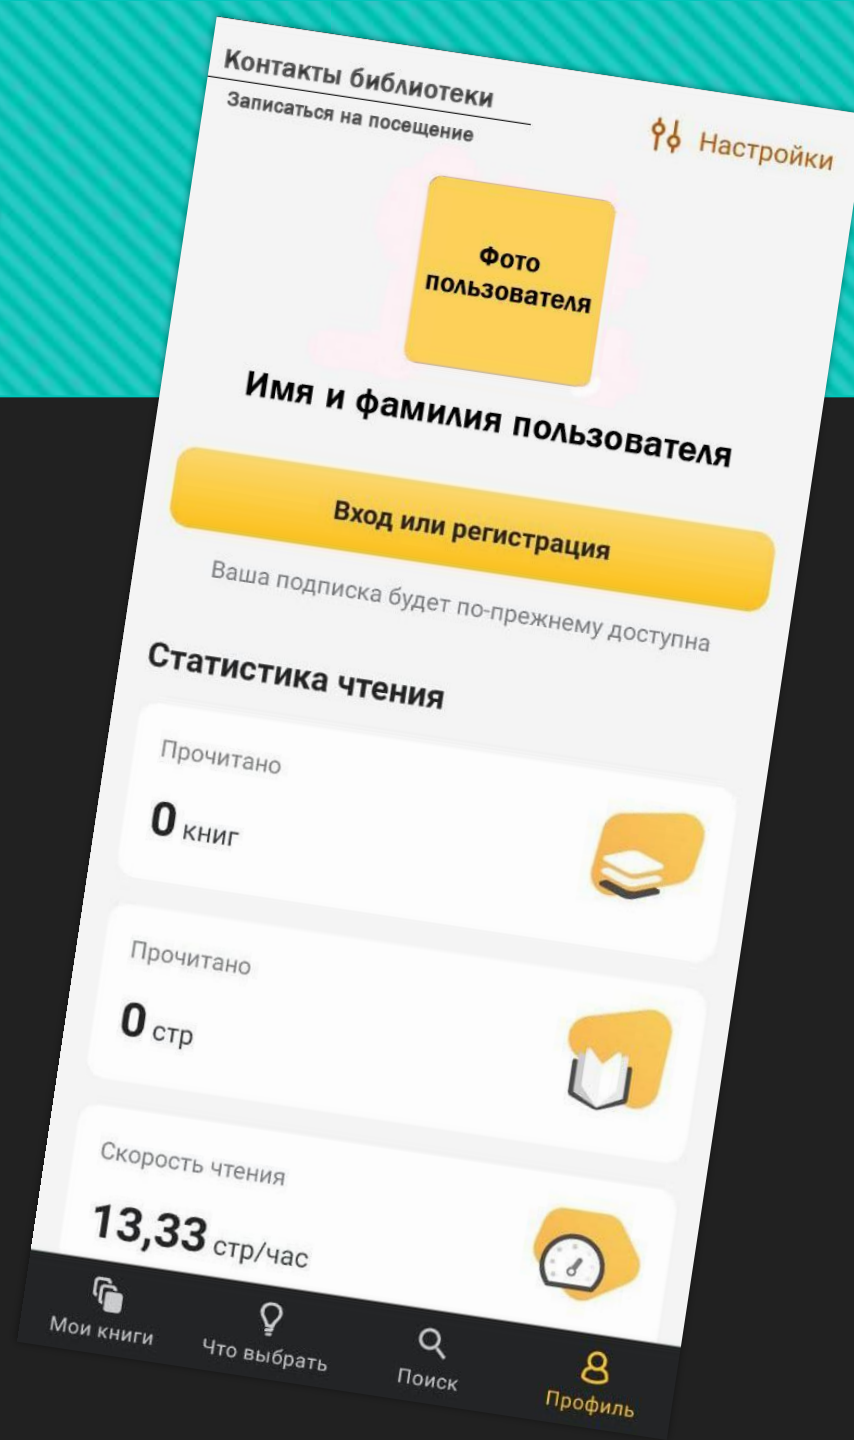 Контакты библиотеки
Записаться на посещение
Настройки
Фото
пользователя
Имя и фамилия пользователя
Вход или регистрация
Ваша подписка будет по-прежнему доступна
Статистика чтения
Прочитано
0 книг
Прочитано
0 стр
Скорость чтения
13,33 стр/час
Мои книги
Что выбрать
Поиск
Профиль